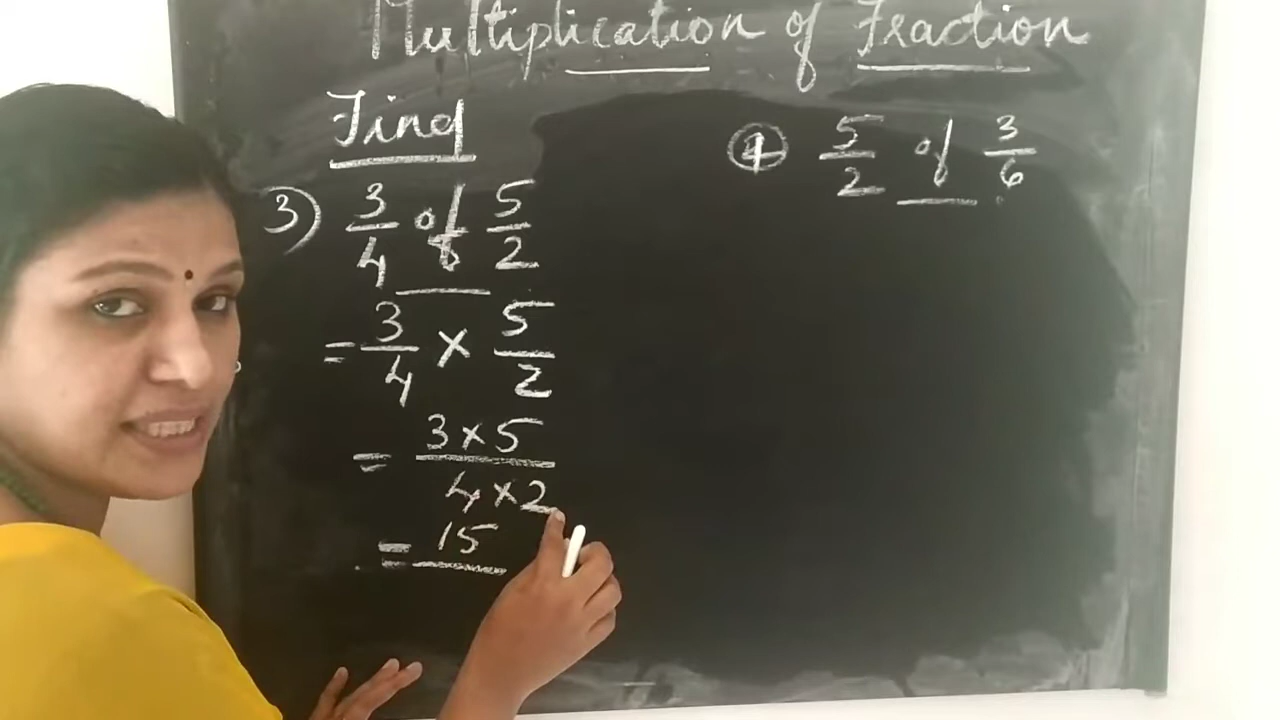 Multiplication of Fraction
Find
3) 3/4 of 5/2
= 3/4 × 5/2
= 3×5 / 4×2
= 15
④ 5/2 of 3/6